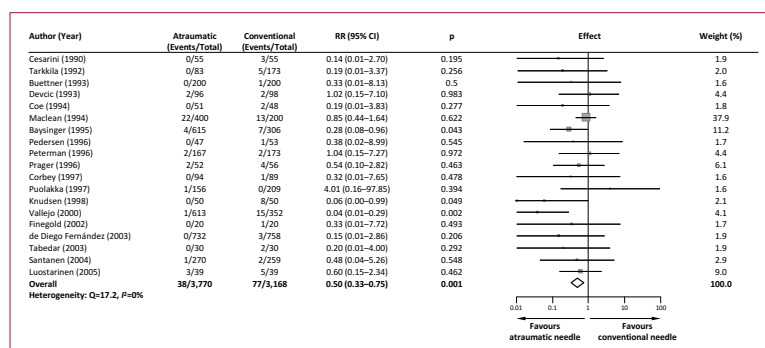 Author (Year) Atraumatic (Events/Total) Conventional (Events/Total) RR (95% CI) p Effect Weight (%)
Cesarini (1990) 0/55 3/55 0.14 (0.01–2.70) 0.195 1.9
Tarkkila (1992) 0/83 5/173 0.19 (0.01–3.37) 0.256 2.0
Buettner (1993) 0/200 1/200 0.33 (0.01–8.13) 0.5 1.6
Devcic (1993) 2/96 2/98 1.02 (0.15–7.10) 0.983 4.4
Coe (1994) 0/51 2/48 0.19 (0.01–3.83) 0.277 1.8
Maclean (1994) 22/400 13/200 0.85 (0.44–1.64) 0.622 37.9
Baysinger (1995) 4/615 7/306 0.28 (0.08–0.96) 0.043 11.2
Pedersen (1996) 0/47 1/53 0.38 (0.02–8.99) 0.545 1.7
Peterman (1996) 2/167 2/173 1.04 (0.15–7.27) 0.972 4.4
Prager (1996) 2/52 4/56 0.54 (0.10–2.82) 0.463 6.1
Corbey (1997) 0/94 1/89 0.32 (0.01–7.65) 0.478 1.6
Puolakka (1997) 1/156 0/209 4.01 (0.16–97.85) 0.394 1.6
Knudsen (1998) 0/50 8/50 0.06 (0.00–0.99) 0.049 2.1
Vallejo (2000) 1/613 15/352 0.04 (0.01–0.29) 0.002 4.1
Finegold (2002) 0/20 1/20 0.33 (0.01–7.72) 0.493 1.7
de Diego Fernández (2003) 0/732 3/758 0.15 (0.01–2.86) 0.206 1.9
Tabedar (2003) 0/30 2/30 0.20 (0.01–4.00) 0.292 1.9
Santanen (2004) 1/270 2/259 0.48 (0.04–5.26) 0.548 2.9
Luostarinen (2005) 3/39 5/39 0.60 (0.15–2.34) 0.462 9.0
Overall 38/3,770 77/3,168 0.50 (0.33–0.75) 0.001 100.0
Heterogeneity: Q=17.2, I²=0%
0.01 0.1 1 10 100
Favours atraumatic needle
Favours conventional needle